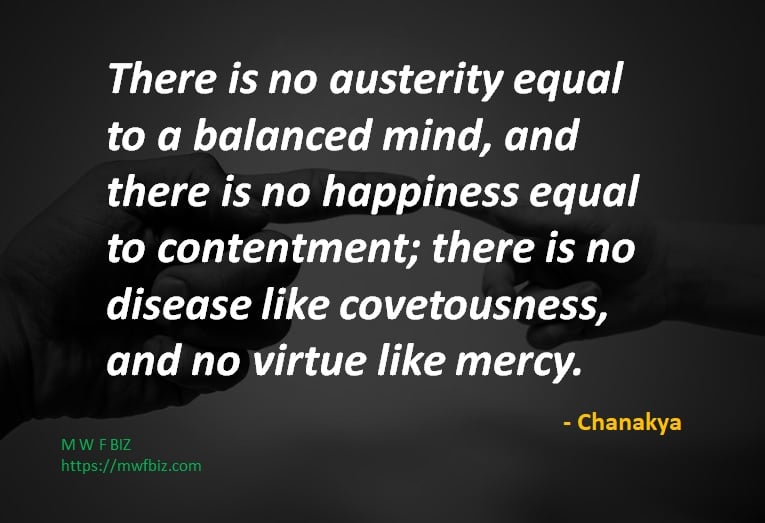 There is no austerity equal
to a balanced mind, and
there is no happiness equal
to contentment; there is no
disease like covetousness,
and no virtue like mercy.
- Chanakya
M W F BIZ
https://mwfbiz.com